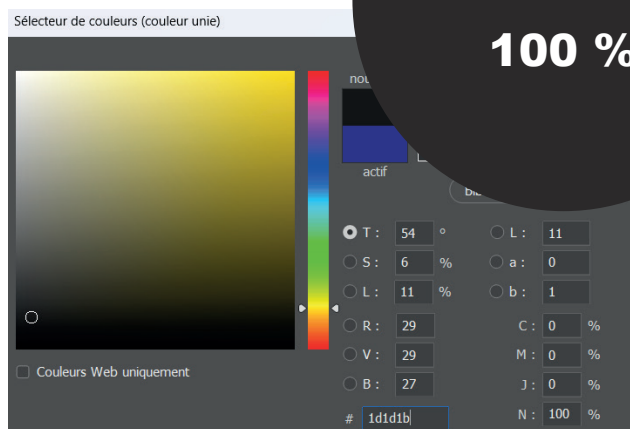 Sélecteur de couleurs (couleur unie)
100 %
actif
T : 54 °
L : 11
S : 6 %
a : 0
L : 11 %
b : 1
R : 29
C : 0 %
V : 29
M : 0 %
Couleurs Web uniquement
B : 27
J : 0 %
# 1d1d1b
N : 100 %